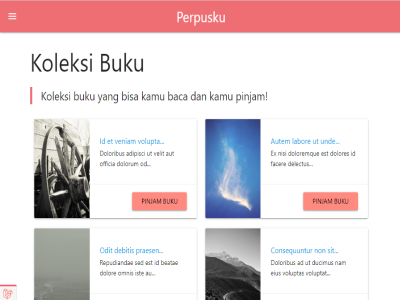 Perpusku
Koleksi Buku
Koleksi buku yang bisa kamu baca dan kamu pinjam!
Id et veniam volupta...
Doloribus adipisci ut velit aut
officia dolorum od...
PINJAM BUKU
Autem labore ut unde...
Ex nisi doloremque est dolores id
facere delectus...
PINJAM BUKU
Odit debitis praesen...
Repudiandae sed est id beatae
dolore omnis iste au...
Consequuntur non sit...
Doloribus ad ut ducimus nam
eius voluptas voluptat...